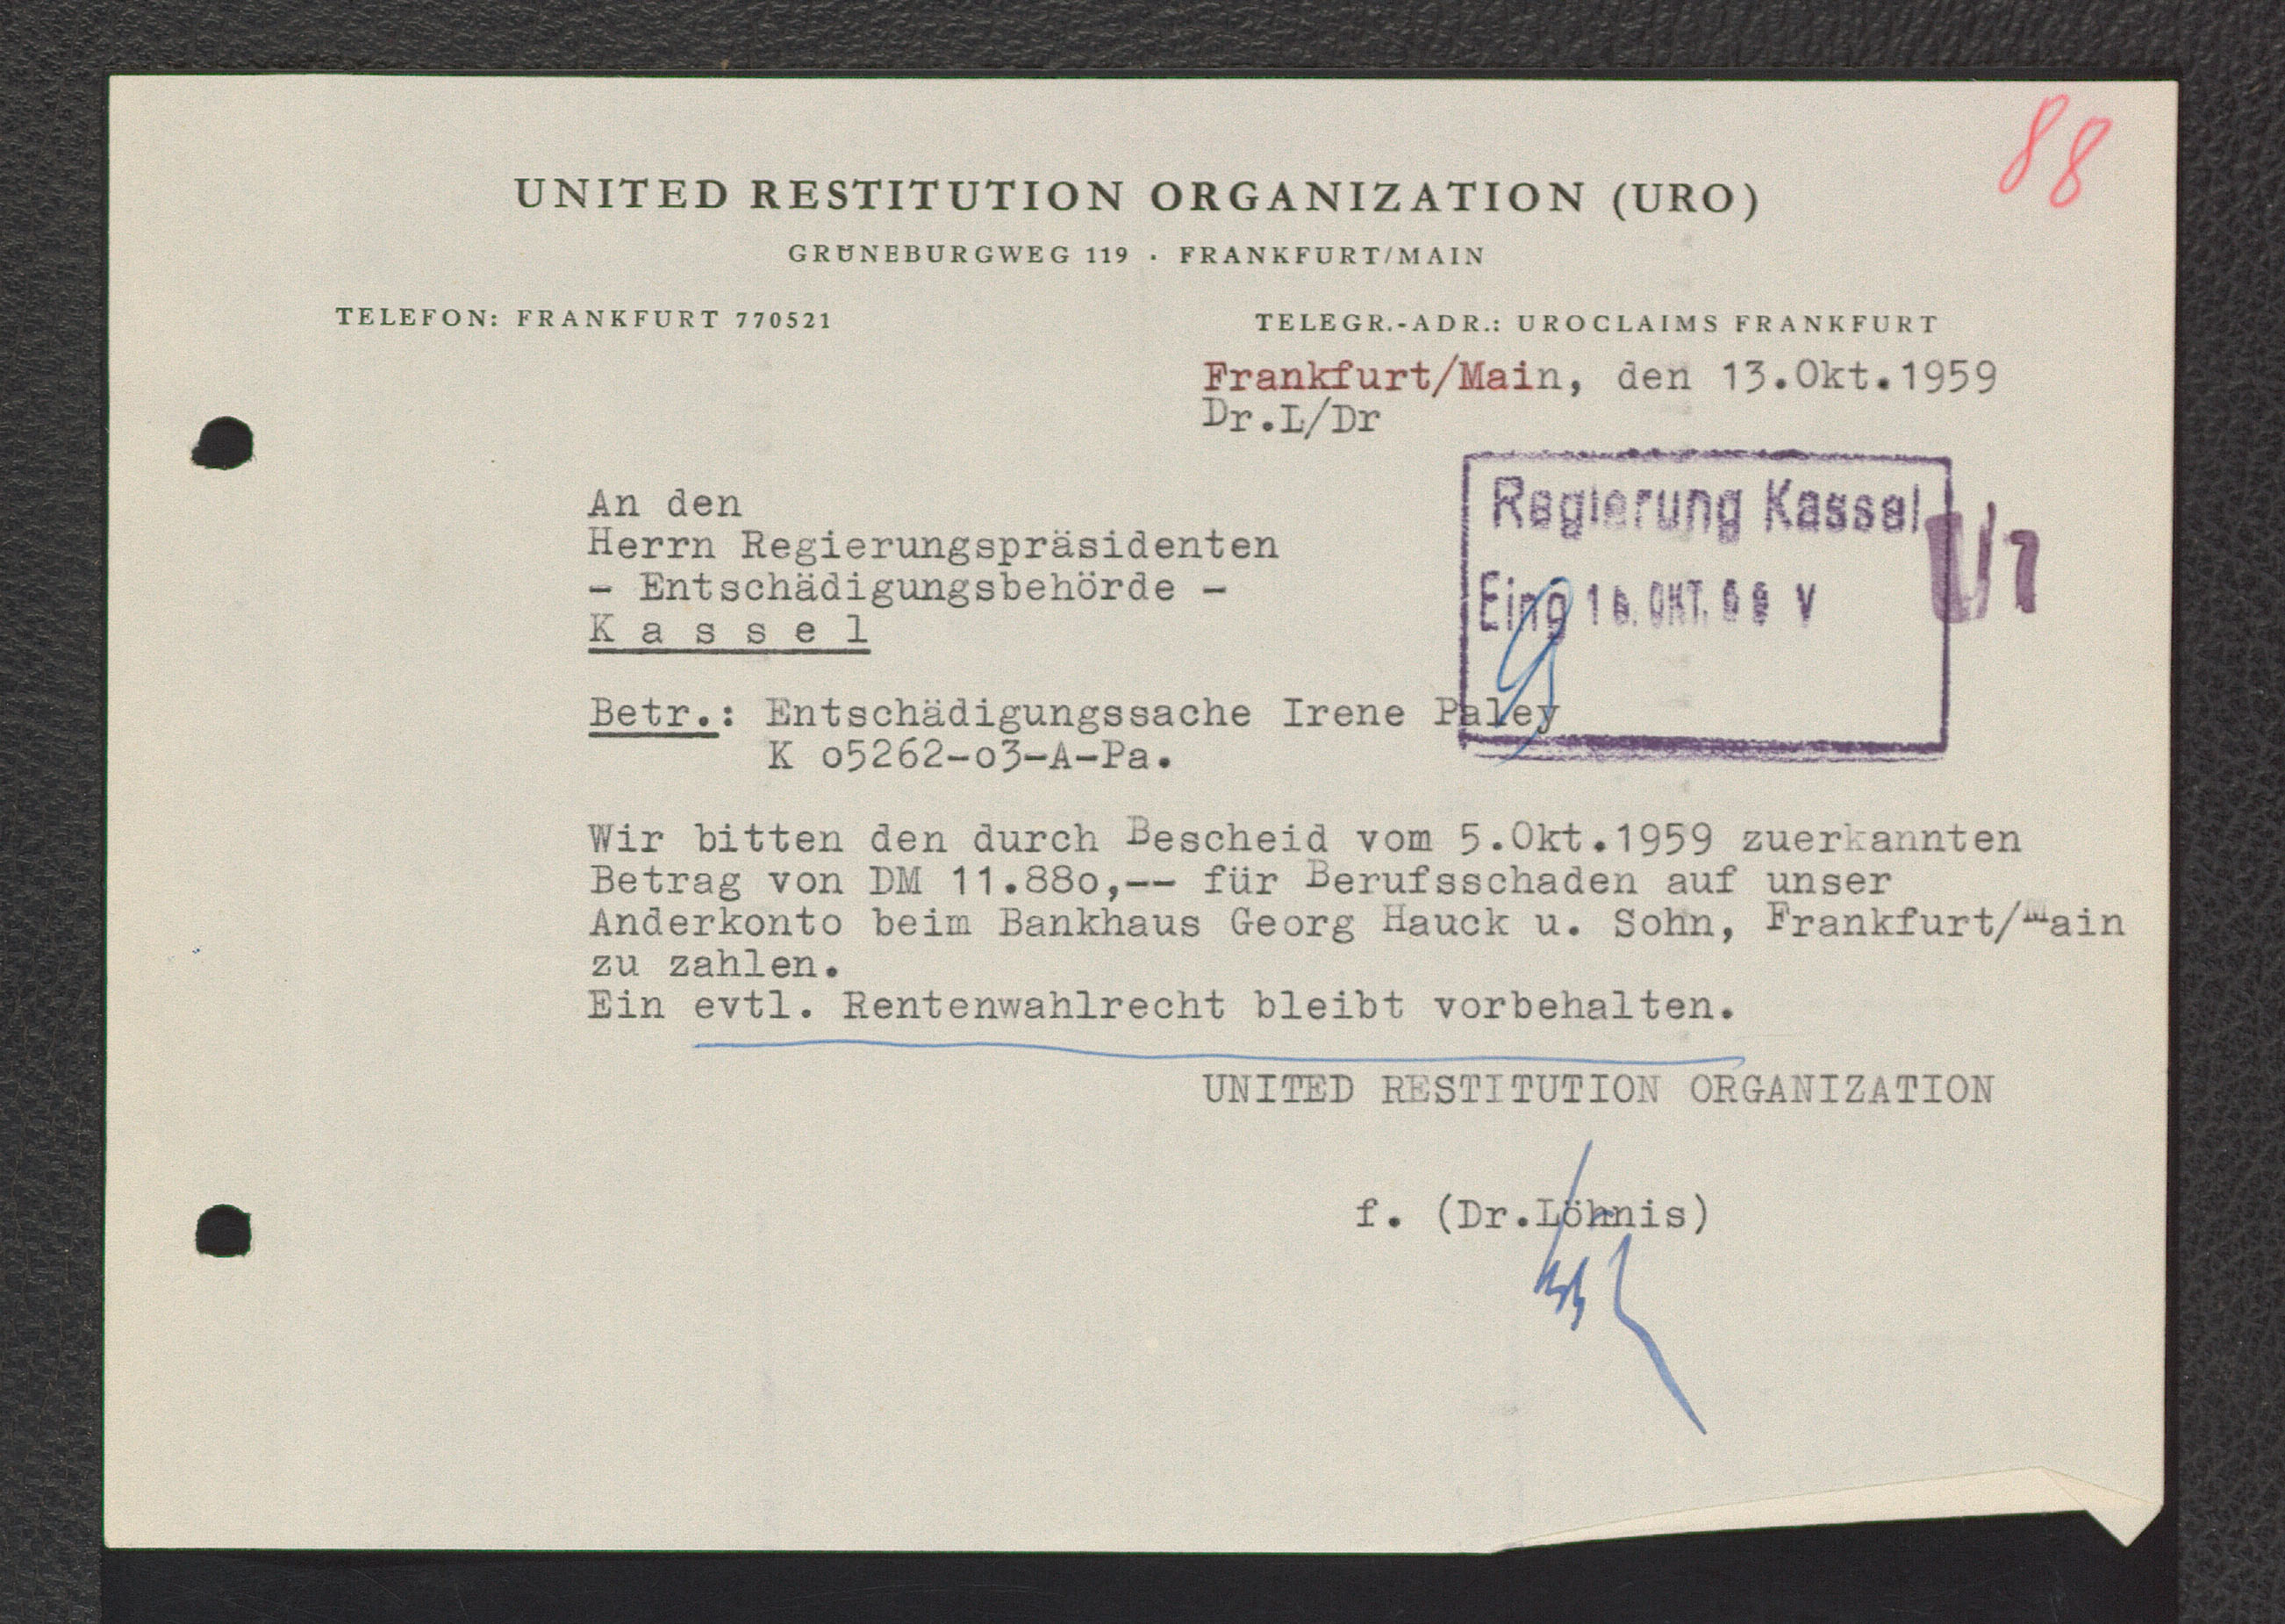 88
UNITED RESTITUTION ORGANIZATION (URO)
GRÜNEBURGWEG 119 · FRANKFURT/MAIN
TELEFON: FRANKFURT 770521
TELEGR.-ADR.: UROCLAIMS FRANKFURT
Frankfurt/Main, den 13.Okt.1959
Dr.L/Dr
Regierung Kassel
Eing OKT. V
An den
Herrn Regierungspräsidenten
- Entschädigungsbehörde -
K a s s e l
Betr.: Entschädigungssache Irene Paley
K o5262-o3-A-Pa.
Wir bitten den durch Bescheid vom 5.Okt.1959 zuerkannten
Betrag von DM 11.88o,-- für Berufsschaden auf unser
Anderkonto beim Bankhaus Georg Hauck u. Sohn, Frankfurt/Main
zu zahlen.
Ein evtl. Rentenwahlrecht bleibt vorbehalten.
UNITED RESTITUTION ORGANIZATION
f. (Dr.Löhnis)